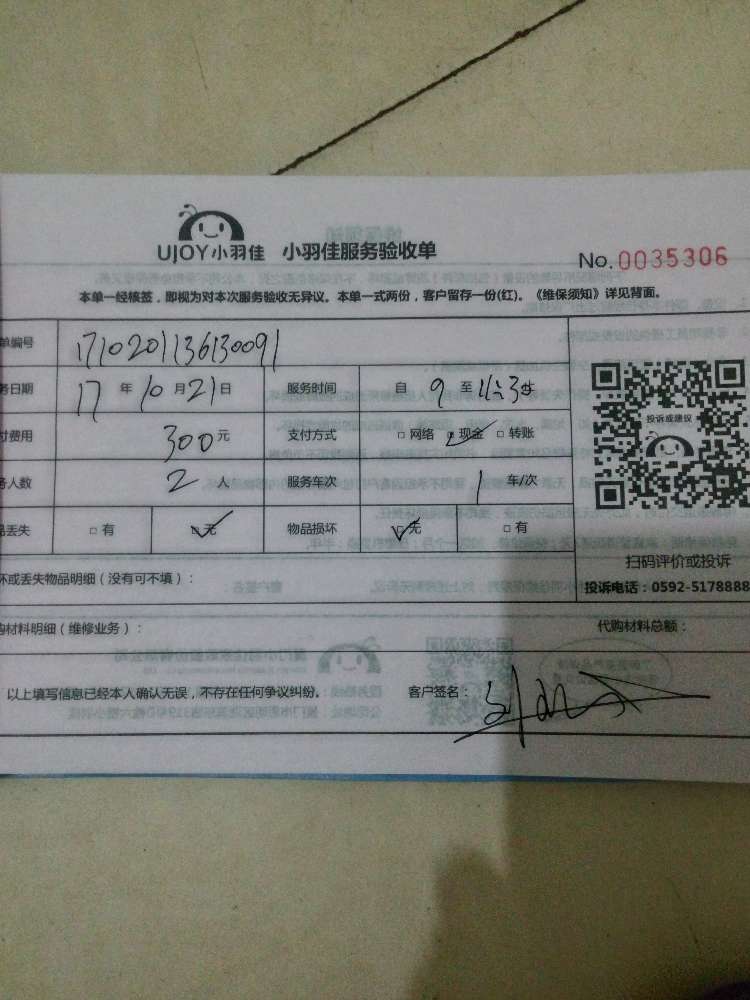 UJOY小羽佳 小羽佳服务验收单
No.0035306
本单一经核签，即视为对本次服务验收无异议。本单一式两份，客户留存一份(红)。《维保须知》详见背面。
单编号 1710201136130091
务日期 17 年 10 月 21 日 服务时间 自 9 至 11:30
付费用 300 元 支付方式 □ 网络 □ 现金 □ 转账
务人数 2 人 服务车次 1 车/次
品丢失 □ 有 □ 无 物品损坏 □ 无 □ 有
投诉或建议
扫码评价或投诉
投诉电话：0592-5178888
坏或丢失物品明细（没有可不填）：
购材料明细（维修业务）： 代购材料总额：
以上填写信息已经本人确认无误，不存在任何争议纠纷。 客户签名：